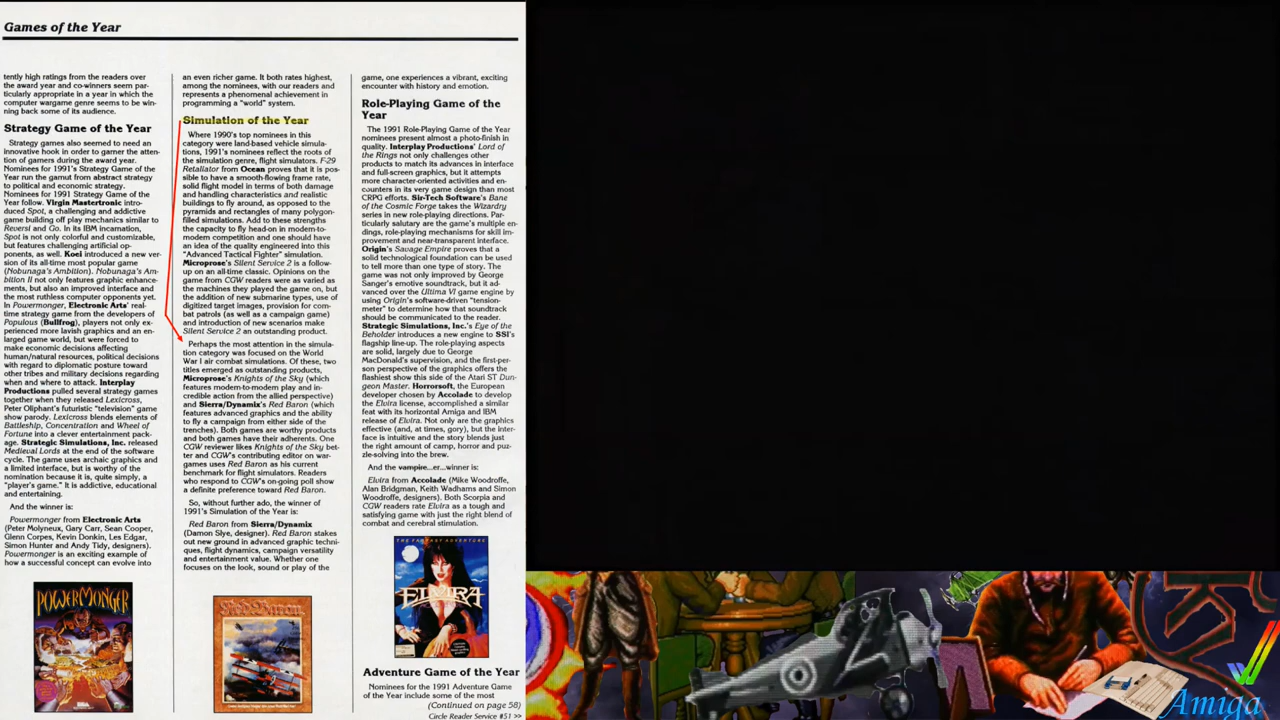 Games of the Year
tently high ratings from the readers over
the award year and co-winners seem par-
ticularly appropriate in a year in which the
computer wargame genre seems to be win-
ning back some of its audience.
Strategy Game of the Year
Strategy games also seemed to need an
innovative hook in order to garner the atten-
tion of gamers during the award year.
Nominees for 1991's Strategy Game of the
Year run the gamut from abstract strategy
to political and economic strategy.
Nominees for 1991 Strategy Game of the
Year follow. Virgin Mastertronic intro-
duced Spot, a challenging and addictive
game building off play mechanics similar to
Reversi and Go. In its IBM incarnation,
Spot is not only colorful and customizable,
but features challenging artificial op-
ponents, as well. Koei introduced a new ver-
sion of its all-time most popular game
(Nobunaga's Ambition). Nobunaga's Am-
bition II not only features graphic enhance-
ments, but also an improved interface and
the most ruthless computer opponents yet.
In Powermonger, Electronic Arts' real-
time strategy game from the developers of
Populous (Bullfrog), players not only ex-
perienced more lavish graphics and an en-
larged game world, but were forced to
make economic decisions affecting
human/natural resources, political decisions
with regard to diplomatic posture toward
other tribes and military decisions regarding
when and where to attack. Interplay
Productions pulled several strategy games
together when they released Lexicross,
Peter Oliphant's futuristic "television" game
show parody. Lexicross blends elements of
Battleship, Concentration and Wheel of
Fortune into a clever entertainment pack-
age. Strategic Simulations, Inc. released
Medieval Lords at the end of the software
cycle. The game uses archaic graphics and
a limited interface, but is worthy of the
nomination because it is, quite simply, a
"player's game." It is addictive, educational
and entertaining.
And the winner is:
Powermonger from Electronic Arts
(Peter Molyneux, Gary Carr, Sean Cooper,
Glenn Corpes, Kevin Donkin, Les Edgar,
Simon Hunter and Andy Tidy, designers).
Powermonger is an exciting example of
how a successful concept can evolve into
POWERMONGER
an even richer game. It both rates highest,
among the nominees, with our readers and
represents a phenomenal achievement in
programming a "world" system.
Simulation of the Year
Where 1990's top nominees in this
category were land-based vehicle simula-
tions, 1991's nominees reflect the roots of
the simulation genre, flight simulators. F-29
Retaliator from Ocean proves that it is pos-
sible to have a smooth-flowing frame rate,
solid flight model in terms of both damage
and handling characteristics and realistic
buildings to fly around, as opposed to the
pyramids and rectangles of many polygon-
filled simulations. Add to these strengths
the capacity to fly head-on in modem-to-
modem competition and one should have
an idea of the quality engineered into this
"Advanced Tactical Fighter" simulation.
Microprose's Silent Service 2 is a follow-
up on an all-time classic. Opinions on the
game from CGW readers were as varied as
the machines they played the game on, but
the addition of new submarine types, use of
digitized target images, provision for com-
bat patrols (as well as a campaign game)
and introduction of new scenarios make
Silent Service 2 an outstanding product.
Perhaps the most attention in the simula-
tion category was focused on the World
War I air combat simulations. Of these, two
titles emerged as outstanding products,
Microprose's Knights of the Sky (which
features modem-to-modem play and in-
credible action from the allied perspective)
and Sierra/Dynamix's Red Baron (which
features advanced graphics and the ability
to fly a campaign from either side of the
trenches). Both games are worthy products
and both games have their adherents. One
CGW reviewer likes Knights of the Sky bet-
ter and CGW's contributing editor on war-
games uses Red Baron as his current
benchmark for flight simulators. Readers
who respond to CGW's on-going poll show
a definite preference toward Red Baron.
So, without further ado, the winner of
1991's Simulation of the Year is:
Red Baron from Sierra/Dynamix
(Damon Slye, designer). Red Baron stakes
out new ground in advanced graphic techni-
ques, flight dynamics, campaign versatility
and entertainment value. Whether one
focuses on the look, sound or play of the
Red Baron
game, one experiences a vibrant, exciting
encounter with history and emotion.
Role-Playing Game of the
Year
The 1991 Role-Playing Game of the Year
nominees present almost a photo-finish in
quality. Interplay Productions' Lord of
the Rings not only challenges other
products to match its advances in interface
and full-screen graphics, but it attempts
more character-oriented activities and en-
counters in its very game design than most
CRPG efforts. Sir-Tech Software's Bane
of the Cosmic Forge takes the Wizardry
series in new role-playing directions. Par-
ticularly salutary are the game's multiple en-
dings, role-playing mechanisms for skill im-
provement and near-transparent interface.
Origin's Savage Empire proves that a
solid technological foundation can be used
to tell more than one type of story. The
game was not only improved by George
Sanger's emotive soundtrack, but it ad-
vanced over the Ultima VI game engine by
using Origin's software-driven "tension-
meter" to determine how that soundtrack
should be communicated to the reader.
Strategic Simulations, Inc.'s Eye of the
Beholder introduces a new engine to SSI's
flagship line-up. The role-playing aspects
are solid, largely due to George
MacDonald's supervision, and the first-per-
son perspective of the graphics offers the
flashiest show this side of the Atari ST Dun-
geon Master. Horrorsoft, the European
developer chosen by Accolade to develop
the Elvira license, accomplished a similar
feat with its horizontal Amiga and IBM
release of Elvira. Not only are the graphics
effective (and, at times, gory), but the inter-
face is intuitive and the story blends just
the right amount of camp, horror and puz-
zle-solving into the brew.
And the vampire...er...winner is:
Elvira from Accolade (Mike Woodroffe,
Alan Bridgman, Keith Wadhams and Simon
Woodroffe, designers). Both Scorpia and
CGW readers rate Elvira as a tough and
satisfying game with just the right blend of
combat and cerebral stimulation.
THE FANTASY ADVENTURE
ELVIRA
Adventure Game of the Year
Nominees for the 1991 Adventure Game
of the Year include some of the most
(Continued on page 58)
Circle Reader Service #51 >>
Amiga